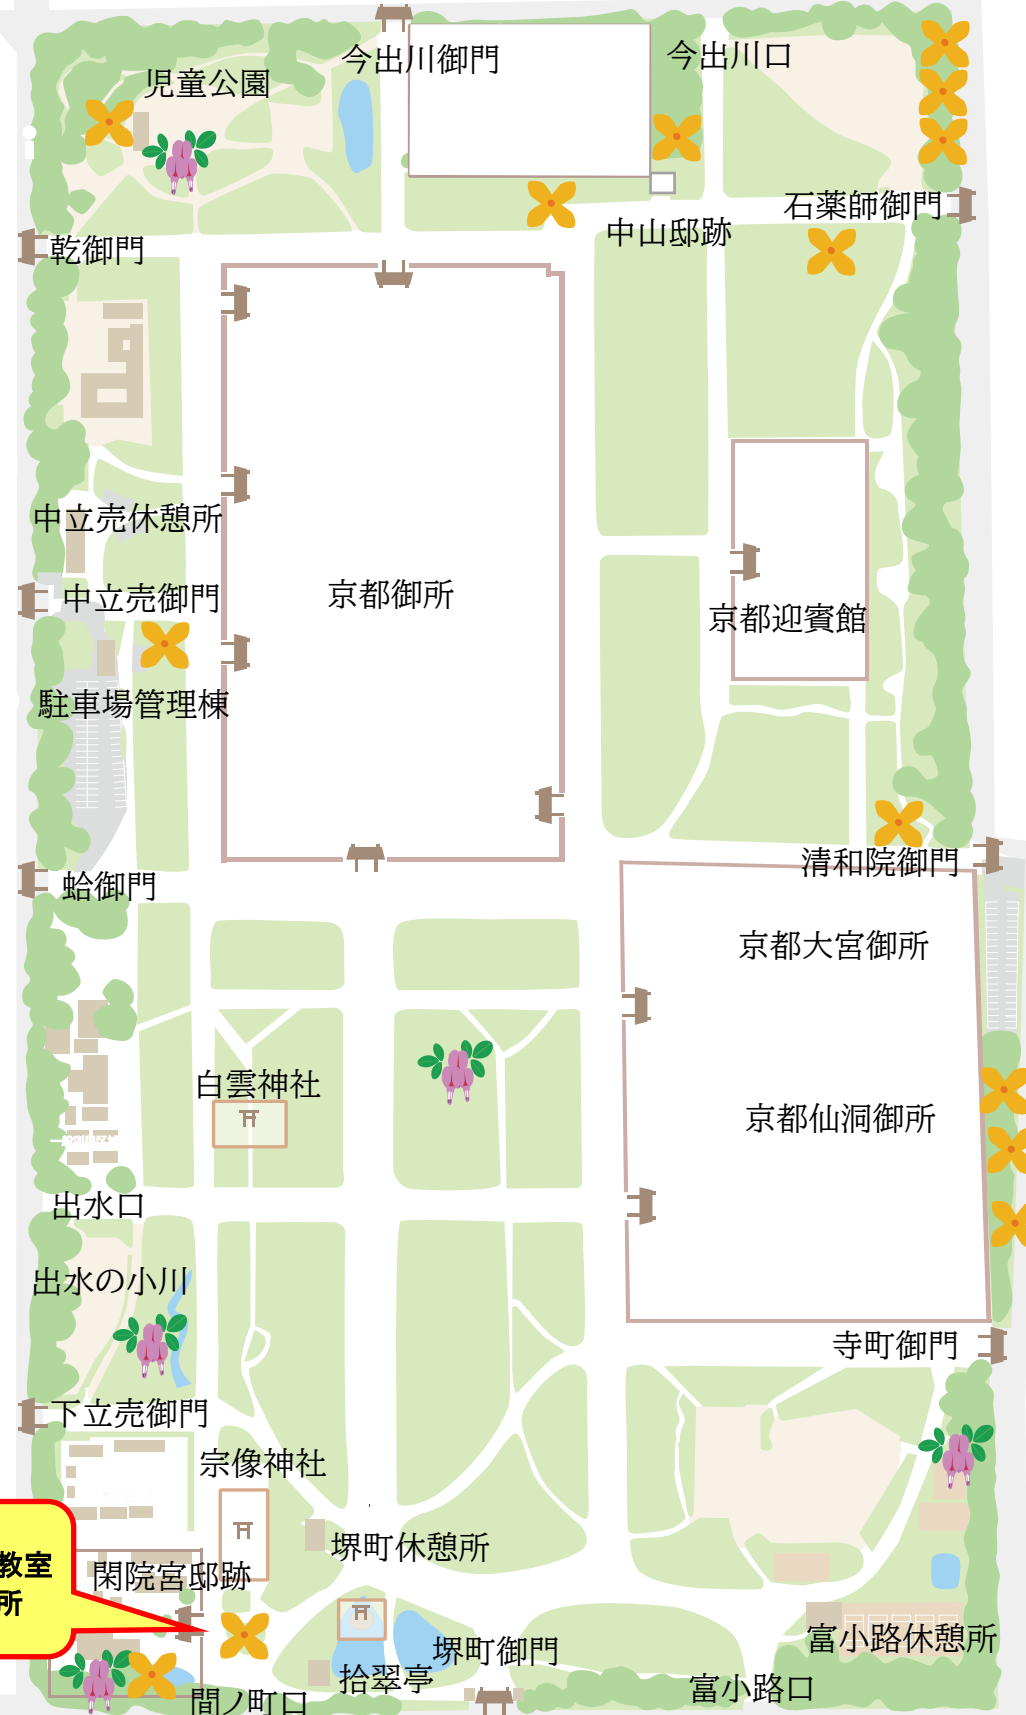 今出川御門
今出川口
児童公園
石薬師御門
中山邸跡
乾御門
中立売休憩所
中立売御門
京都御所
京都迎賓館
駐車場管理棟
清和院御門
蛤御門
京都大宮御所
白雲神社
京都仙洞御所
出水口
出水の小川
寺町御門
下立売御門
宗像神社
堺町休憩所
教室
所
閑院宮邸跡
富小路休憩所
堺町御門
拾翠亭
富小路口
間ノ町口